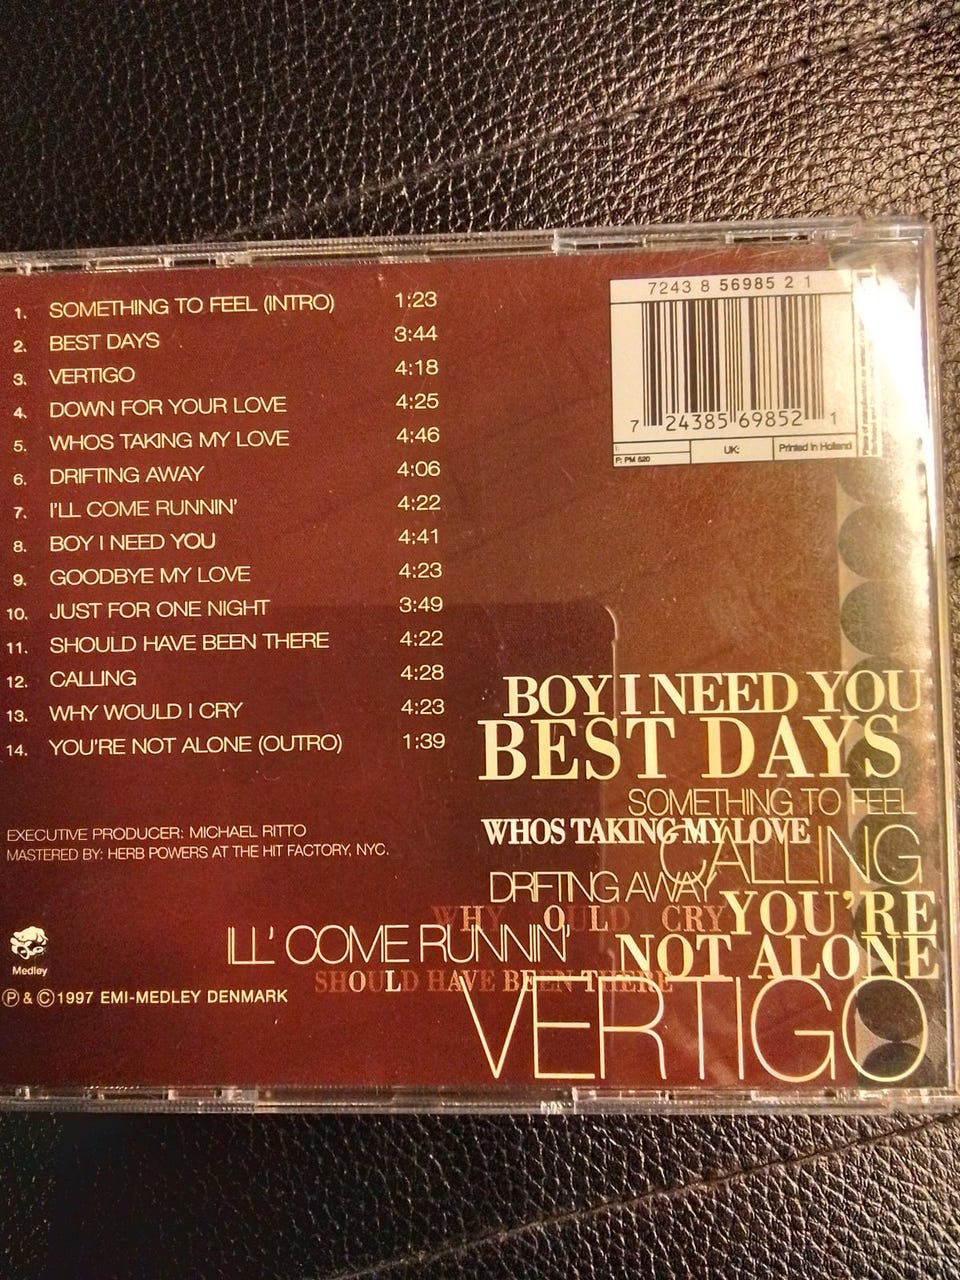 1. SOMETHING TO FEEL (INTRO) 1:23
2. BEST DAYS 3:44
3. VERTIGO 4:18
4. DOWN FOR YOUR LOVE 4:25
5. WHOS TAKING MY LOVE 4:46
6. DRIFTING AWAY 4:06
7. I'LL COME RUNNIN' 4:22
8. BOY I NEED YOU 4:41
9. GOODBYE MY LOVE 4:23
10. JUST FOR ONE NIGHT 3:49
11. SHOULD HAVE BEEN THERE 4:22
12. CALLING 4:28
13. WHY WOULD I CRY 4:23
14. YOU'RE NOT ALONE (OUTRO) 1:39
EXECUTIVE PRODUCER: MICHAEL RITTO
MASTERED BY: HERB POWERS AT THE HIT FACTORY, NYC.
Medley
Ⓟ & ©1997 EMI-MEDLEY DENMARK
7243 8 56985 2 1
7 24385 69852 1
F: PM 520
UK:
Printed in Holland
BOY I NEED YOU
BEST DAYS
SOMETHING TO FEEL
WHOS TAKING MY LOVE
CALLING
DRIFTING AWAY
WHY WOULD I CRY
YOU'RE
ILL' COME RUNNIN'
NOT ALONE
SHOULD HAVE BEEN THERE
VERTIGO